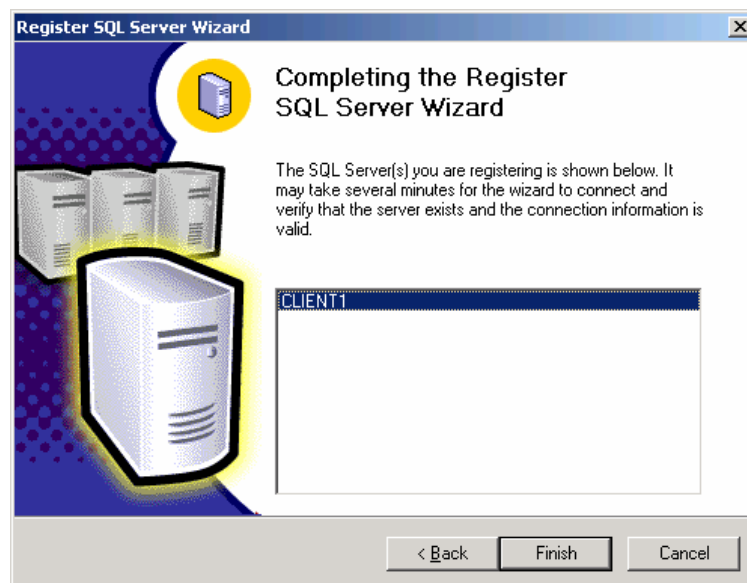 Register SQL Server Wizard
Completing the Register
SQL Server Wizard
The SQL Server(s) you are registering is shown below. It
may take several minutes for the wizard to connect and
verify that the server exists and the connection information is
valid.
CLIENT1
< Back
Finish
Cancel